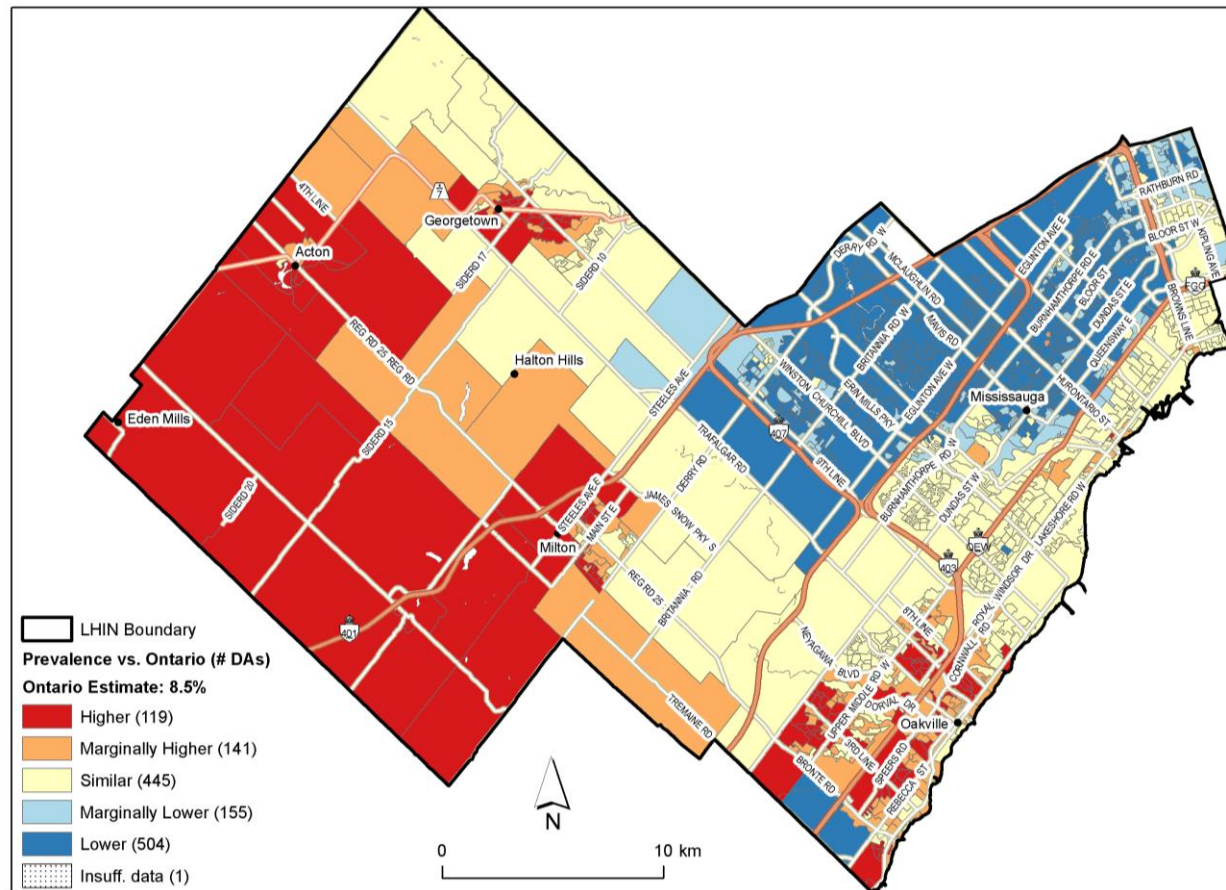 4TH LINE
7
Georgetown
Acton
SIDERD 17
SIDERD 10
REG RD 25 REG RD
Halton Hills
Eden Mills
SIDERD 15
SIDERD 20
STEELES AVE
STEELES AVE E
MAIN ST E
Milton
401
TRAFALGAR RD
DERRY RD
JAMES SNOW PKY S
REG RD 25
BRITANNIA RD
TREMAINE RD
DERRY RD W
MCLAUGHLIN RD
MAVIS RD
BRITANNIA RD W
ERIN MILLS PKY
WINSTON CHURCHILL BLVD
EGLINTON AVE W
EGLINTON AVE E
407
9TH LINE
RATHBURN RD
BLOOR ST W
KIPLING AVE
BURNHAMTHORPE RD E
BLOOR ST
DUNDAS ST E
QUEENSWAY E
BROWNS LINE
FGG
HURONTARIO ST
Mississauga
BURNHAMTHORPE RD W
DUNDAS ST W
LAKESHORE RD W
QEW
403
ROYAL WINDSOR DR
CORNWALL RD
8TH LINE
NEYAGAWA BLVD
UPPER MIDDLE RD W
DORVAL DR
Oakville
3RD LINE
SPEERS RD
REBECCA ST
BRONTE RD
LHIN Boundary
Prevalence vs. Ontario (# DAs)
Ontario Estimate: 8.5%
Higher (119)
Marginally Higher (141)
Similar (445)
Marginally Lower (155)
Lower (504)
Insuff. data (1)
N
0 10 km